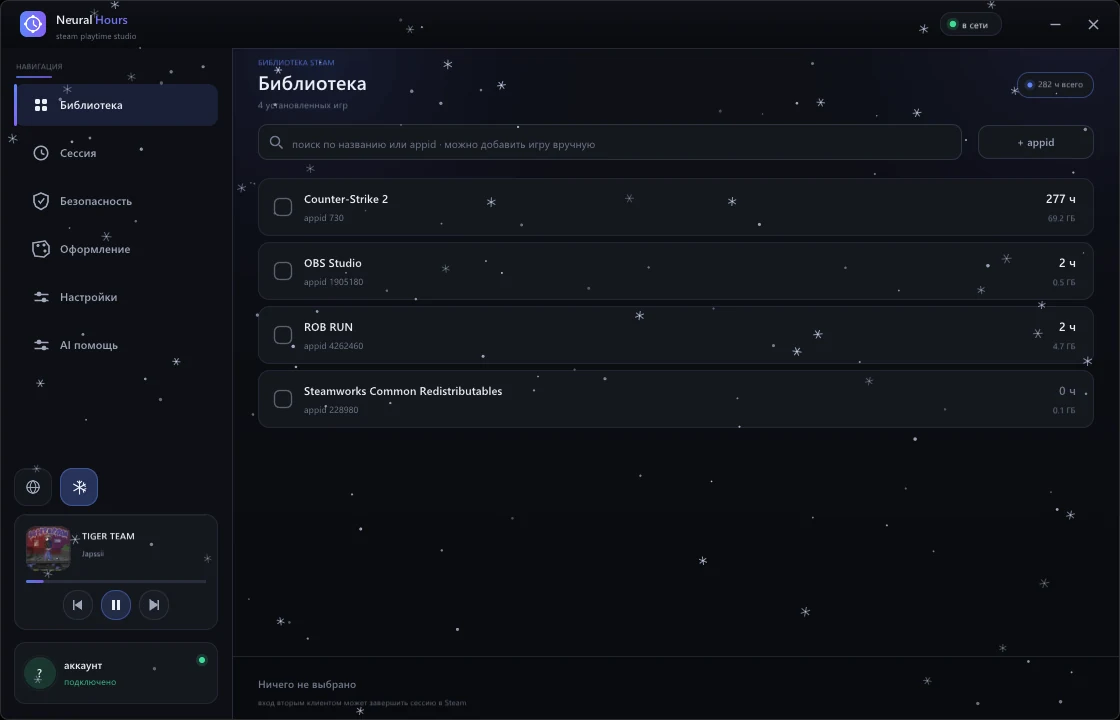 Neural Hours
steam playtime studio
в сети
НАВИГАЦИЯ
Библиотека
Сессия
Безопасность
Оформление
Настройки
AI помощь
TIGER TEAM
Japssii
?
аккаунт
подключено
БИБЛИОТЕКА STEAM
Библиотека
4 установленных игр
282 ч всего
поиск по названию или appid · можно добавить игру вручную
+ appid
Counter-Strike 2
appid 730
277 ч
69.2 ГБ
OBS Studio
appid 1905180
2 ч
0.5 ГБ
ROB RUN
appid 4262460
2 ч
4.7 ГБ
Steamworks Common Redistributables
appid 228980
0 ч
0.1 ГБ
Ничего не выбрано
вход вторым клиентом может завершить сессию в Steam